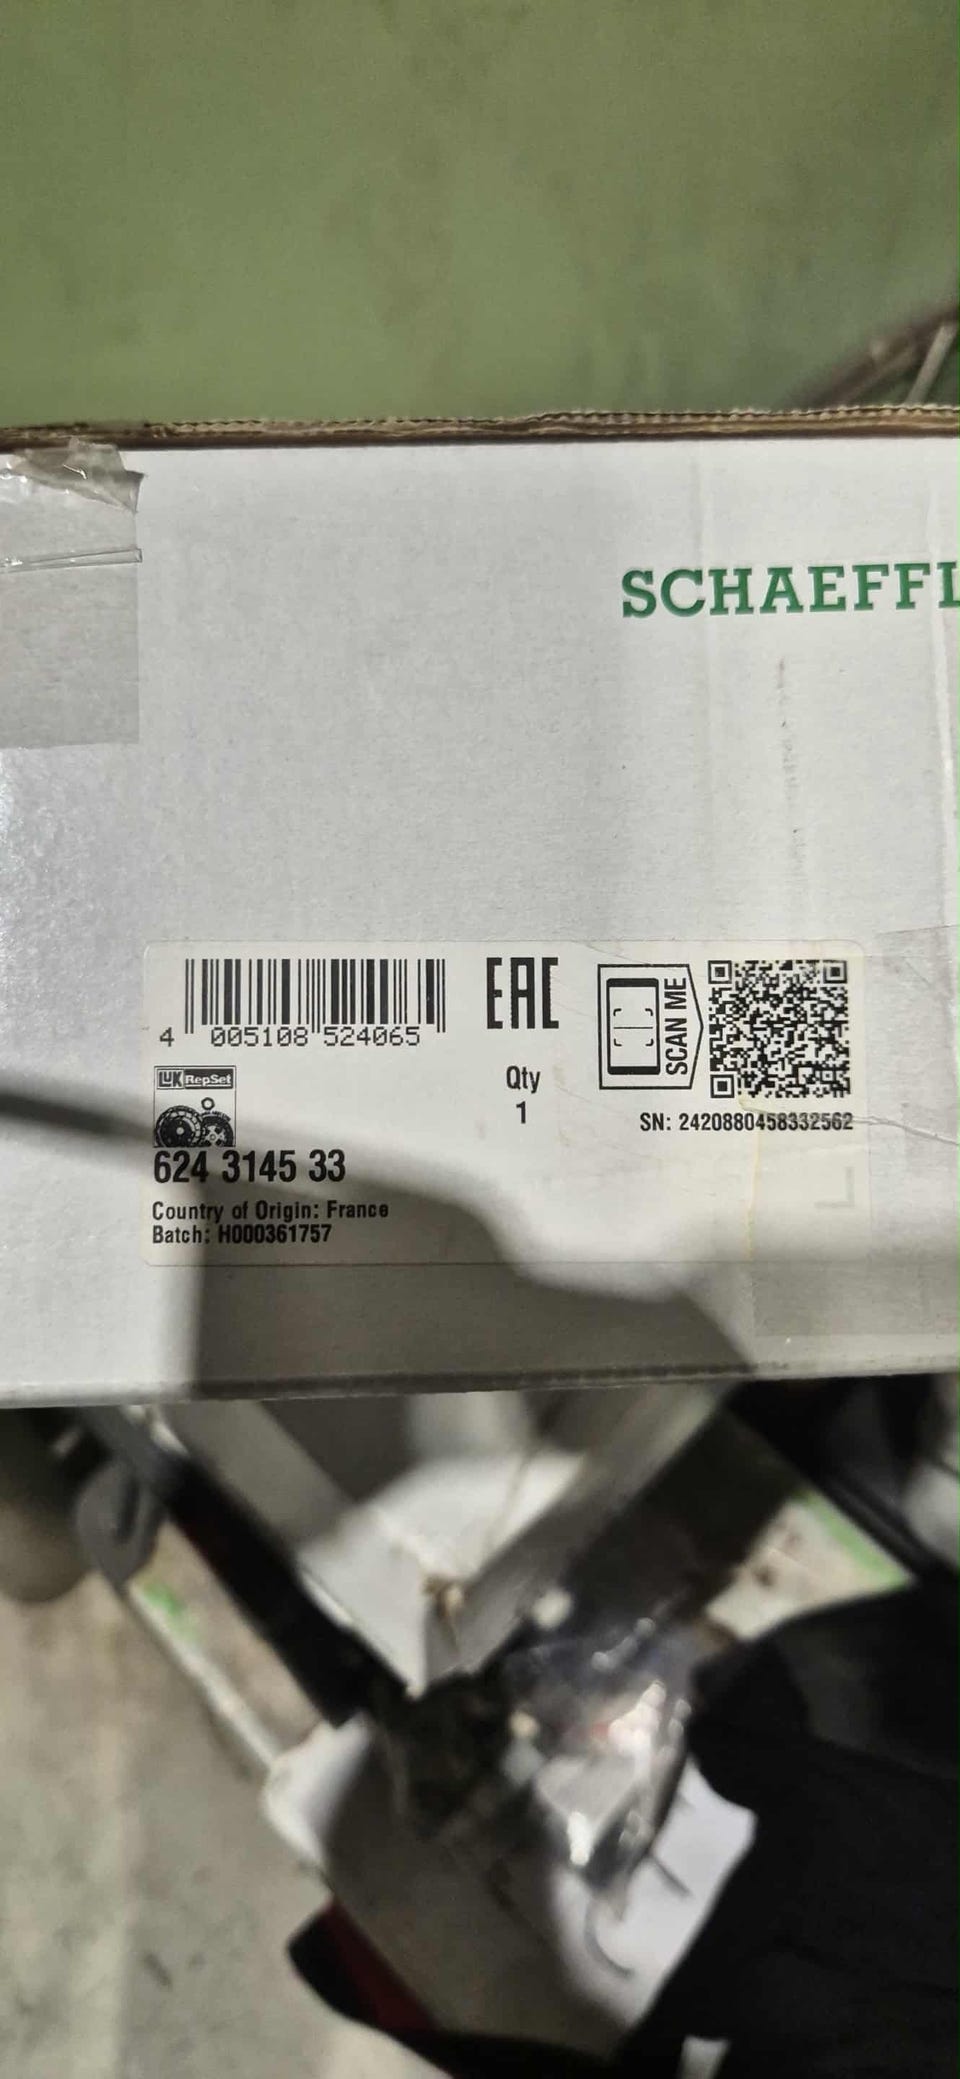 SCHAEFFL
4 005108 524065
EAC
SCAN ME
LUK RepSet
Qty
1
SN: 2420880458332562
624 3145 33
Country of Origin: France
Batch: H000361757